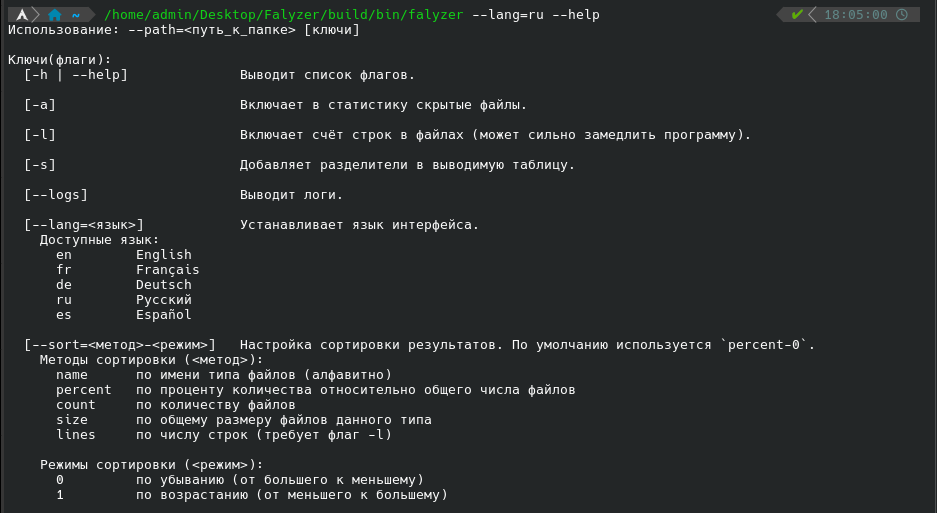 ~ /home/admin/Desktop/Falyzer/build/bin/falyzer --lang=ru --help ✔ 18:05:00
Использование: --path=<путь_к_папке> [ключи]
Ключи(флаги):
[-h | --help] Выводит список флагов.
[-a] Включает в статистику скрытые файлы.
[-l] Включает счёт строк в файлах (может сильно замедлить программу).
[-s] Добавляет разделители в выводимую таблицу.
[--logs] Выводит логи.
[--lang=<язык>] Устанавливает язык интерфейса.
Доступные язык:
en English
fr Français
de Deutsch
ru Русский
es Español
[--sort=<метод>-<режим>] Настройка сортировки результатов. По умолчанию используется `percent-0`.
Методы сортировки (<метод>):
name по имени типа файлов (алфавитно)
percent по проценту количества относительно общего числа файлов
count по количеству файлов
size по общему размеру файлов данного типа
lines по числу строк (требует флаг -l)
Режимы сортировки (<режим>):
0 по убыванию (от большего к меньшему)
1 по возрастанию (от меньшего к большему)